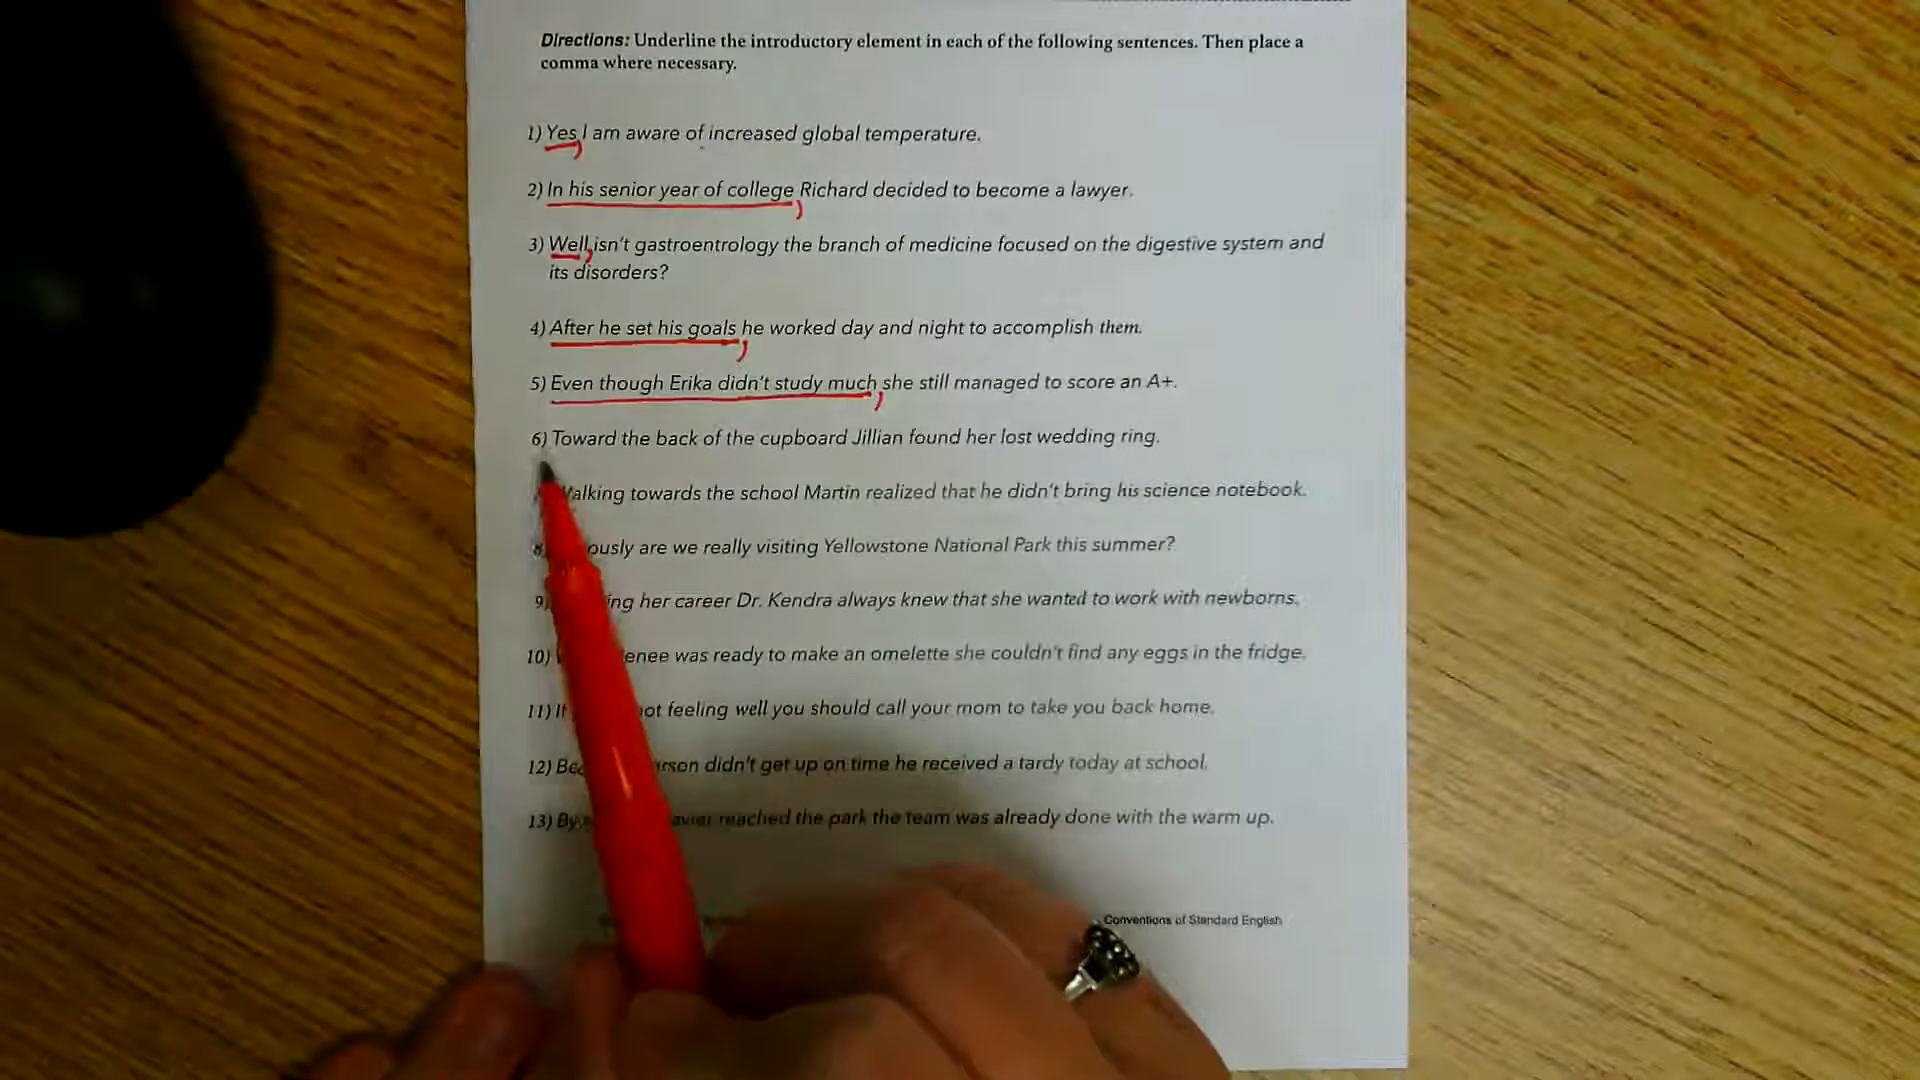 Directions: Underline the introductory element in each of the following sentences. Then place a
comma where necessary.
1) Yes, I am aware of increased global temperature.
2) In his senior year of college, Richard decided to become a lawyer.
3) Well, isn't gastroentrology the branch of medicine focused on the digestive system and
its disorders?
4) After he set his goals, he worked day and night to accomplish them.
5) Even though Erika didn't study much, she still managed to score an A+.
6) Toward the back of the cupboard Jillian found her lost wedding ring.
Walking towards the school Martin realized that he didn't bring his science notebook.
8) are we really visiting Yellowstone National Park this summer?
9) her career Dr. Kendra always knew that she wanted to work with newborns.
10) was ready to make an omelette she couldn't find any eggs in the fridge.
11) If not feeling well you should call your mom to take you back home.
12) didn't get up on time he received a tardy today at school.
13) By reached the park the team was already done with the warm up.
Conventions of Standard English